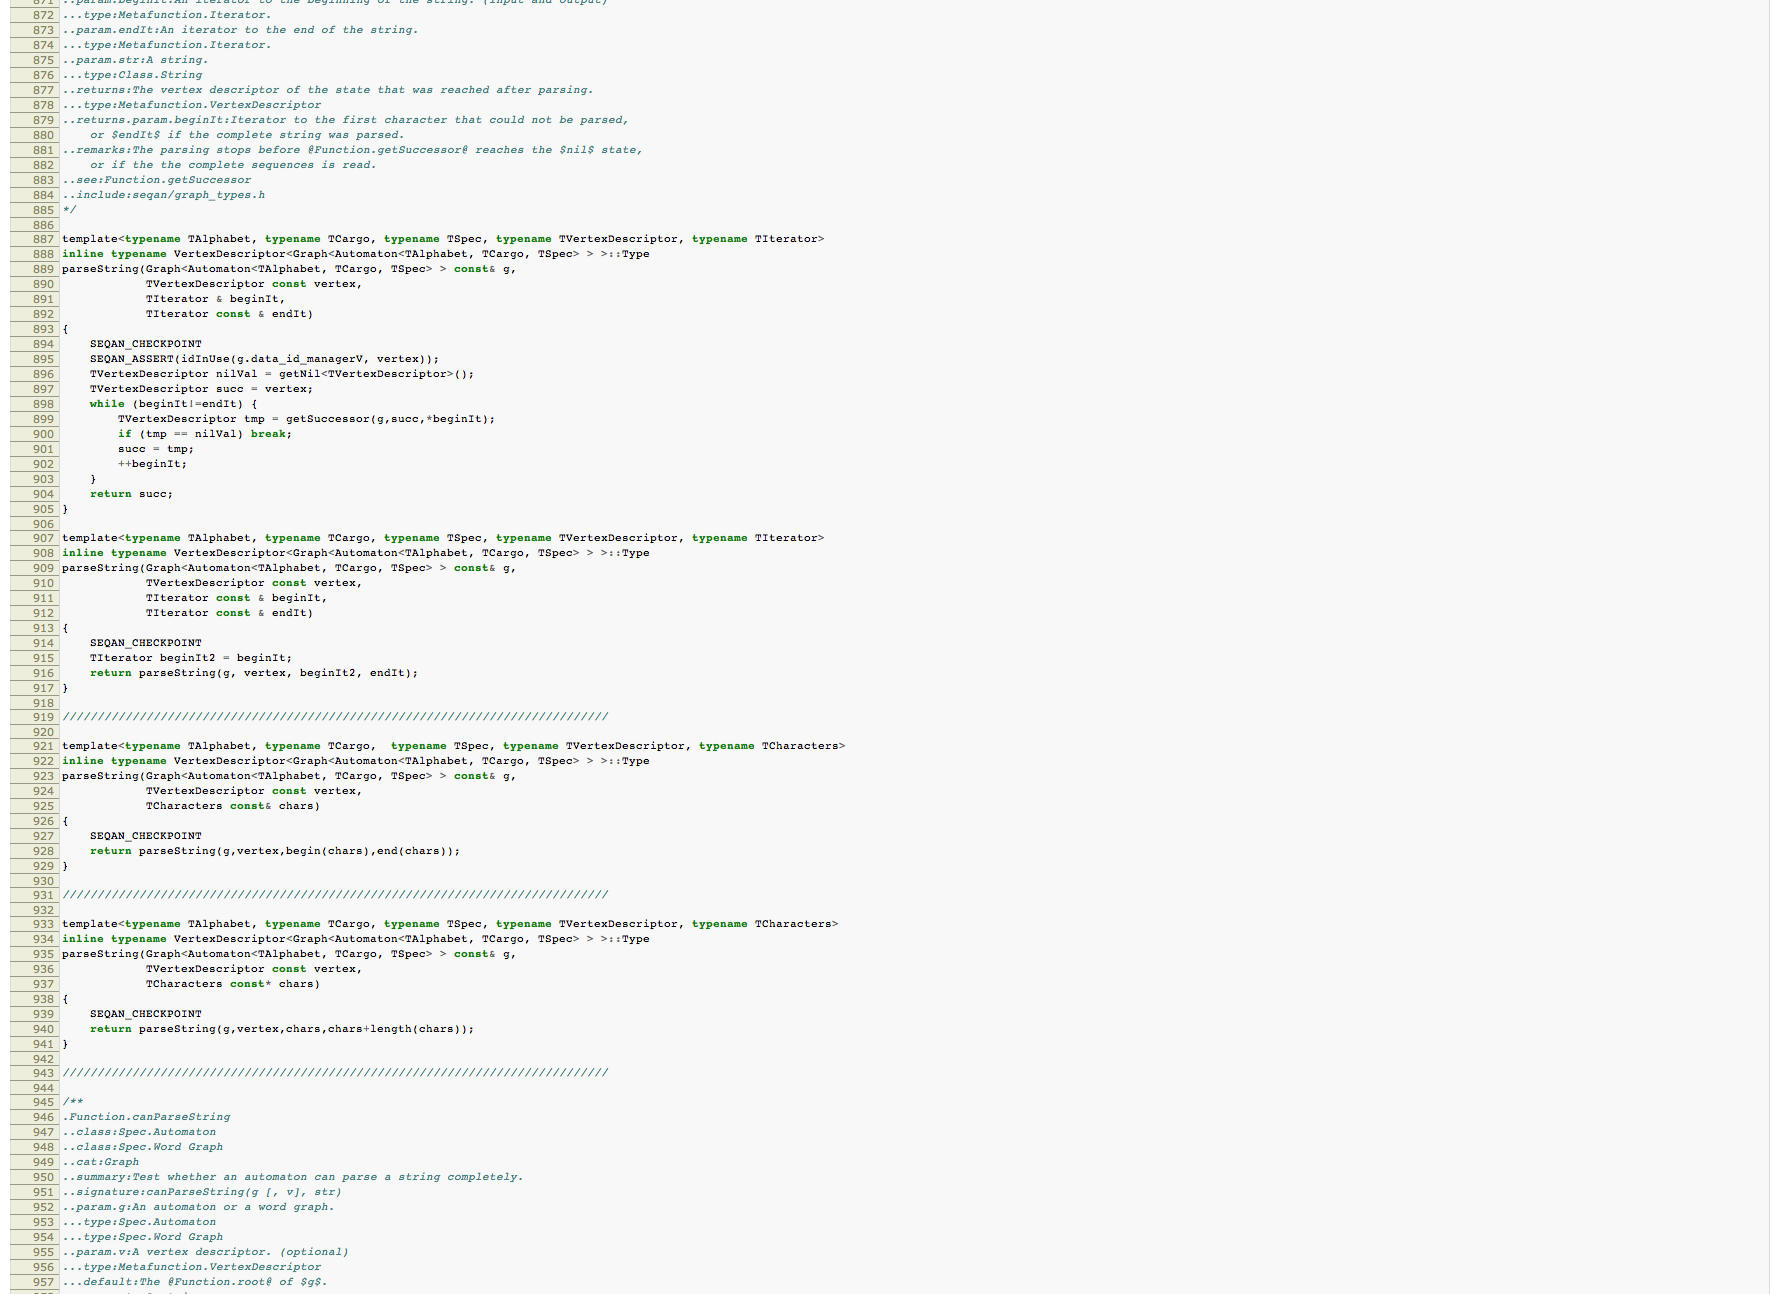 871 ..param.beginIt:An iterator to the beginning of the string. (Input and output)
872 ...type:Metafunction.Iterator.
873 ..param.endIt:An iterator to the end of the string.
874 ...type:Metafunction.Iterator.
875 ..param.str:A string.
876 ...type:Class.String
877 ..returns:The vertex descriptor of the state that was reached after parsing.
878 ...type:Metafunction.VertexDescriptor
879 ..returns.param.beginIt:Iterator to the first character that could not be parsed,
880     or $endIt$ if the complete string was parsed.
881 ..remarks:The parsing stops before @Function.getSuccessor@ reaches the $nil$ state,
882     or if the the complete sequences is read.
883 ..see:Function.getSuccessor
884 ..include:seqan/graph_types.h
885 */
886
887 template<typename TAlphabet, typename TCargo, typename TSpec, typename TVertexDescriptor, typename TIterator>
888 inline typename VertexDescriptor<Graph<Automaton<TAlphabet, TCargo, TSpec> > >::Type
889 parseString(Graph<Automaton<TAlphabet, TCargo, TSpec> > const& g,
890             TVertexDescriptor const vertex,
891             TIterator & beginIt,
892             TIterator const & endIt)
893 {
894     SEQAN_CHECKPOINT
895     SEQAN_ASSERT(idInUse(g.data_id_managerV, vertex));
896     TVertexDescriptor nilVal = getNil<TVertexDescriptor>();
897     TVertexDescriptor succ = vertex;
898     while (beginIt!=endIt) {
899         TVertexDescriptor tmp = getSuccessor(g,succ,*beginIt);
900         if (tmp == nilVal) break;
901         succ = tmp;
902         ++beginIt;
903     }
904     return succ;
905 }
906
907 template<typename TAlphabet, typename TCargo, typename TSpec, typename TVertexDescriptor, typename TIterator>
908 inline typename VertexDescriptor<Graph<Automaton<TAlphabet, TCargo, TSpec> > >::Type
909 parseString(Graph<Automaton<TAlphabet, TCargo, TSpec> > const& g,
910             TVertexDescriptor const vertex,
911             TIterator const & beginIt,
912             TIterator const & endIt)
913 {
914     SEQAN_CHECKPOINT
915     TIterator beginIt2 = beginIt;
916     return parseString(g, vertex, beginIt2, endIt);
917 }
918
919 //////////////////////////////////////////////////////////////////////////////
920
921 template<typename TAlphabet, typename TCargo,  typename TSpec, typename TVertexDescriptor, typename TCharacters>
922 inline typename VertexDescriptor<Graph<Automaton<TAlphabet, TCargo, TSpec> > >::Type
923 parseString(Graph<Automaton<TAlphabet, TCargo, TSpec> > const& g,
924             TVertexDescriptor const vertex,
925             TCharacters const& chars)
926 {
927     SEQAN_CHECKPOINT
928     return parseString(g,vertex,begin(chars),end(chars));
929 }
930
931 //////////////////////////////////////////////////////////////////////////////
932
933 template<typename TAlphabet, typename TCargo, typename TSpec, typename TVertexDescriptor, typename TCharacters>
934 inline typename VertexDescriptor<Graph<Automaton<TAlphabet, TCargo, TSpec> > >::Type
935 parseString(Graph<Automaton<TAlphabet, TCargo, TSpec> > const& g,
936             TVertexDescriptor const vertex,
937             TCharacters const* chars)
938 {
939     SEQAN_CHECKPOINT
940     return parseString(g,vertex,chars,chars+length(chars));
941 }
942
943 //////////////////////////////////////////////////////////////////////////////
944
945 /**
946 .Function.canParseString
947 ..class:Spec.Automaton
948 ..class:Spec.Word Graph
949 ..cat:Graph
950 ..summary:Test whether an automaton can parse a string completely.
951 ..signature:canParseString(g [, v], str)
952 ..param.g:An automaton or a word graph.
953 ...type:Spec.Automaton
954 ...type:Spec.Word Graph
955 ..param.v:A vertex descriptor. (optional)
956 ...type:Metafunction.VertexDescriptor
957 ...default:The @Function.root@ of $g$.